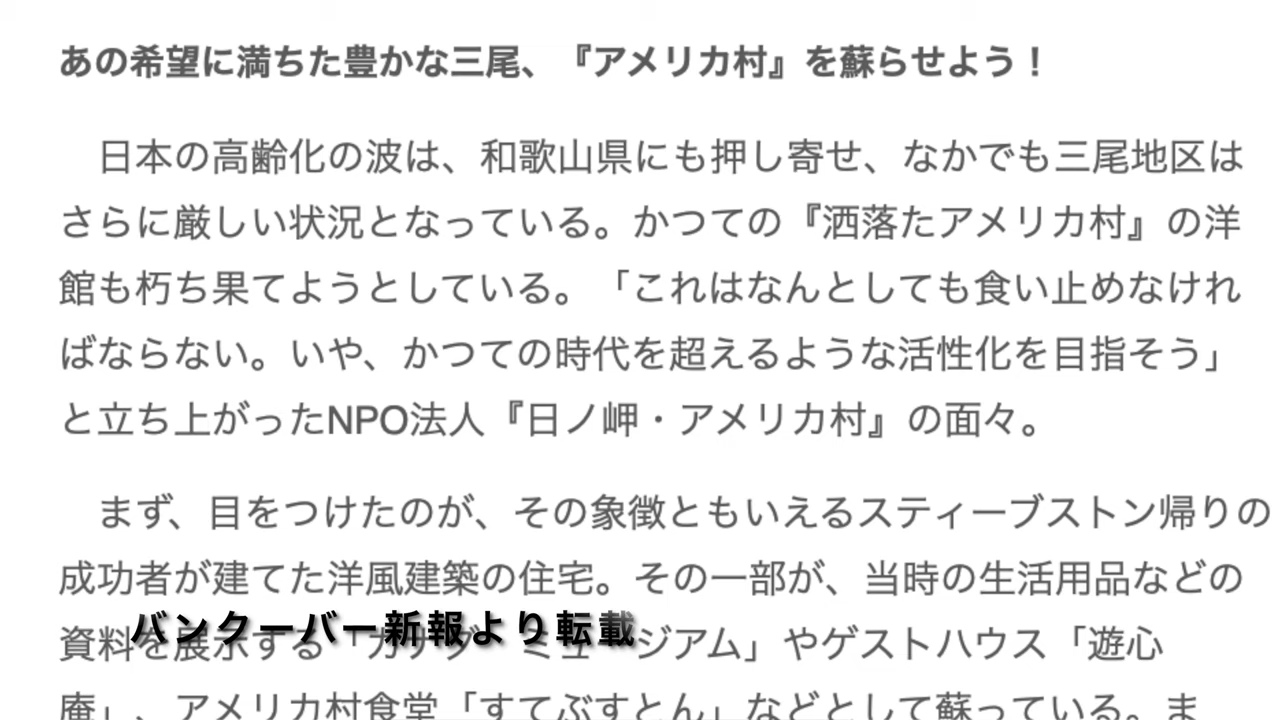 あの希望に満ちた豊かな三尾、『アメリカ村』を蘇らせよう！
日本の高齢化の波は、和歌山県にも押し寄せ、なかでも三尾地区は
さらに厳しい状況となっている。かつての『洒落たアメリカ村』の洋
館も朽ち果てようとしている。「これはなんとしても食い止めなけれ
ばならない。いや、かつての時代を超えるような活性化を目指そう」
と立ち上がったNPO法人『日ノ岬・アメリカ村』の面々。
まず、目をつけたのが、その象徴ともいえるスティーブストン帰りの
成功者が建てた洋風建築の住宅。その一部が、当時の生活用品などの
バンクーバー新報より転載
資料を展示する「カナダ ミュージアム」やゲストハウス「遊心
庵」、アメリカ村食堂「すてぶすとん」などとして蘇っている。ま